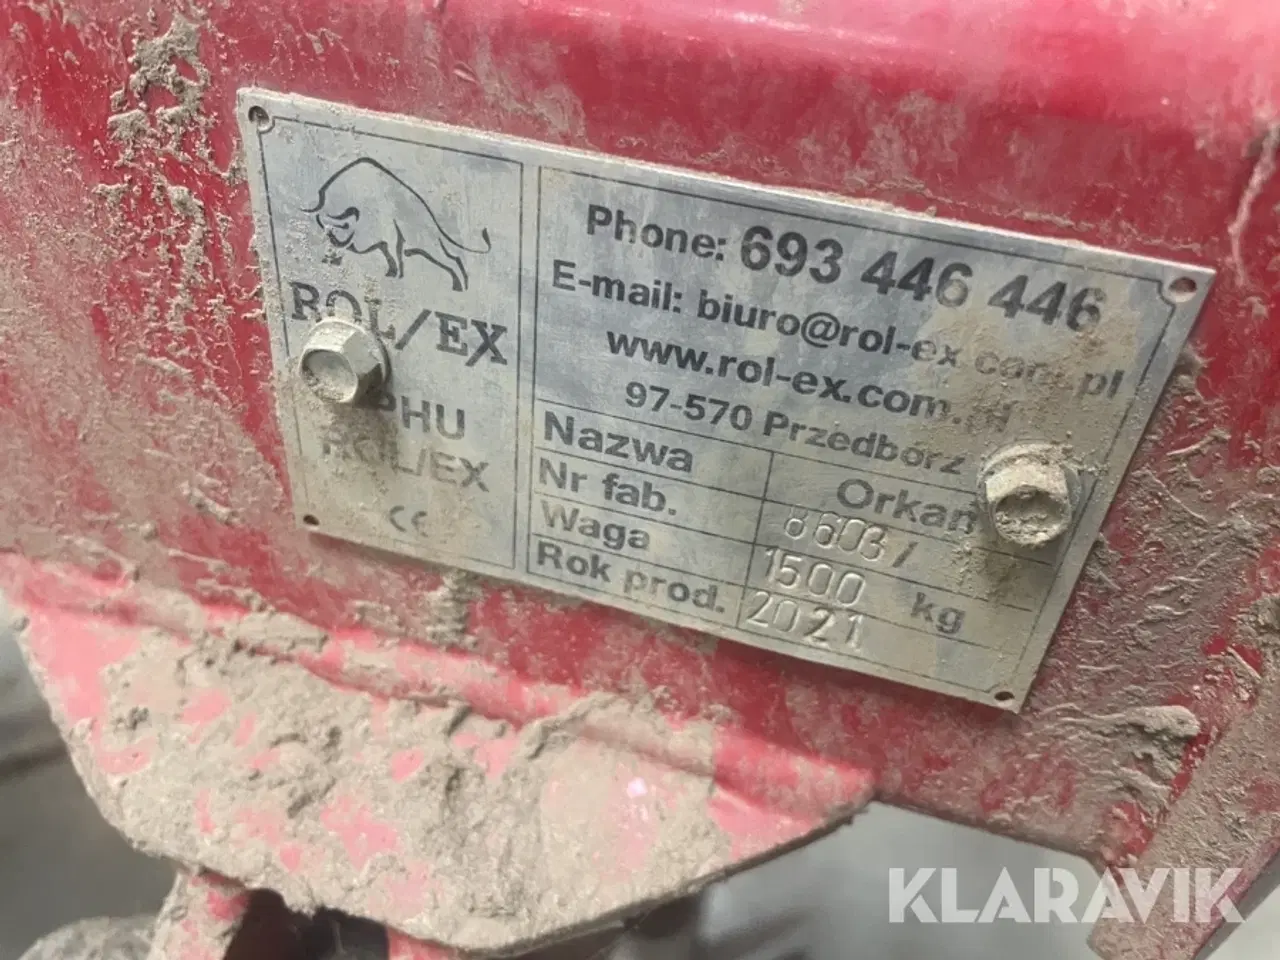 ROL/EX
PHU
ROL/EX
CE
Phone: 693 446 446
E-mail: biuro@rol-ex.com.pl
www.rol-ex.com.pl
97-570 Przedbórz
Nazwa Orkan
Nr fab. 8603/
Waga 1500 kg
Rok prod. 2021
KLARAVIK